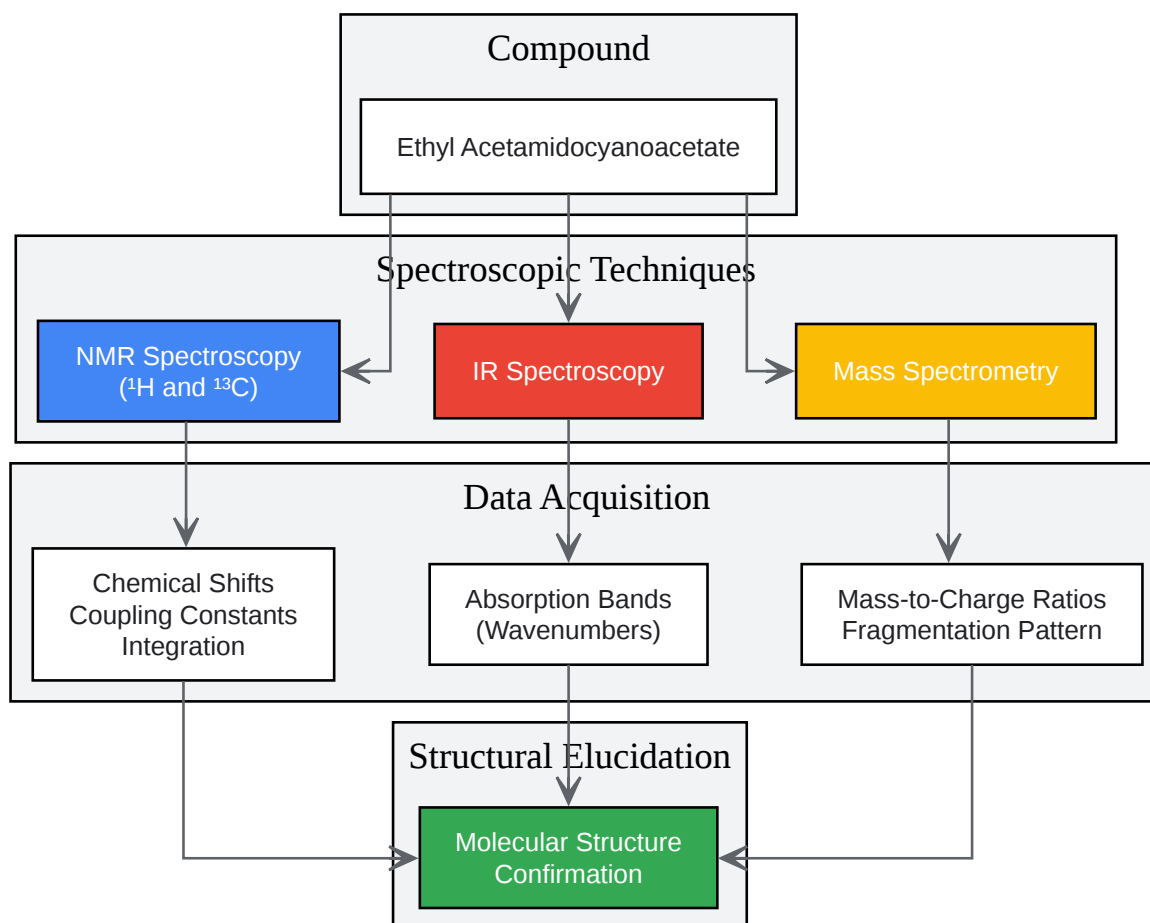 Compound
Ethyl Acetamidocyanoacetate
Spectroscopic Techniques
NMR Spectroscopy
(¹H and ¹³C)
IR Spectroscopy
Mass Spectrometry
Data Acquisition
Chemical Shifts
Coupling Constants
Integration
Absorption Bands
(Wavenumbers)
Mass-to-Charge Ratios
Fragmentation Pattern
Structural Elucidation
Molecular Structure
Confirmation